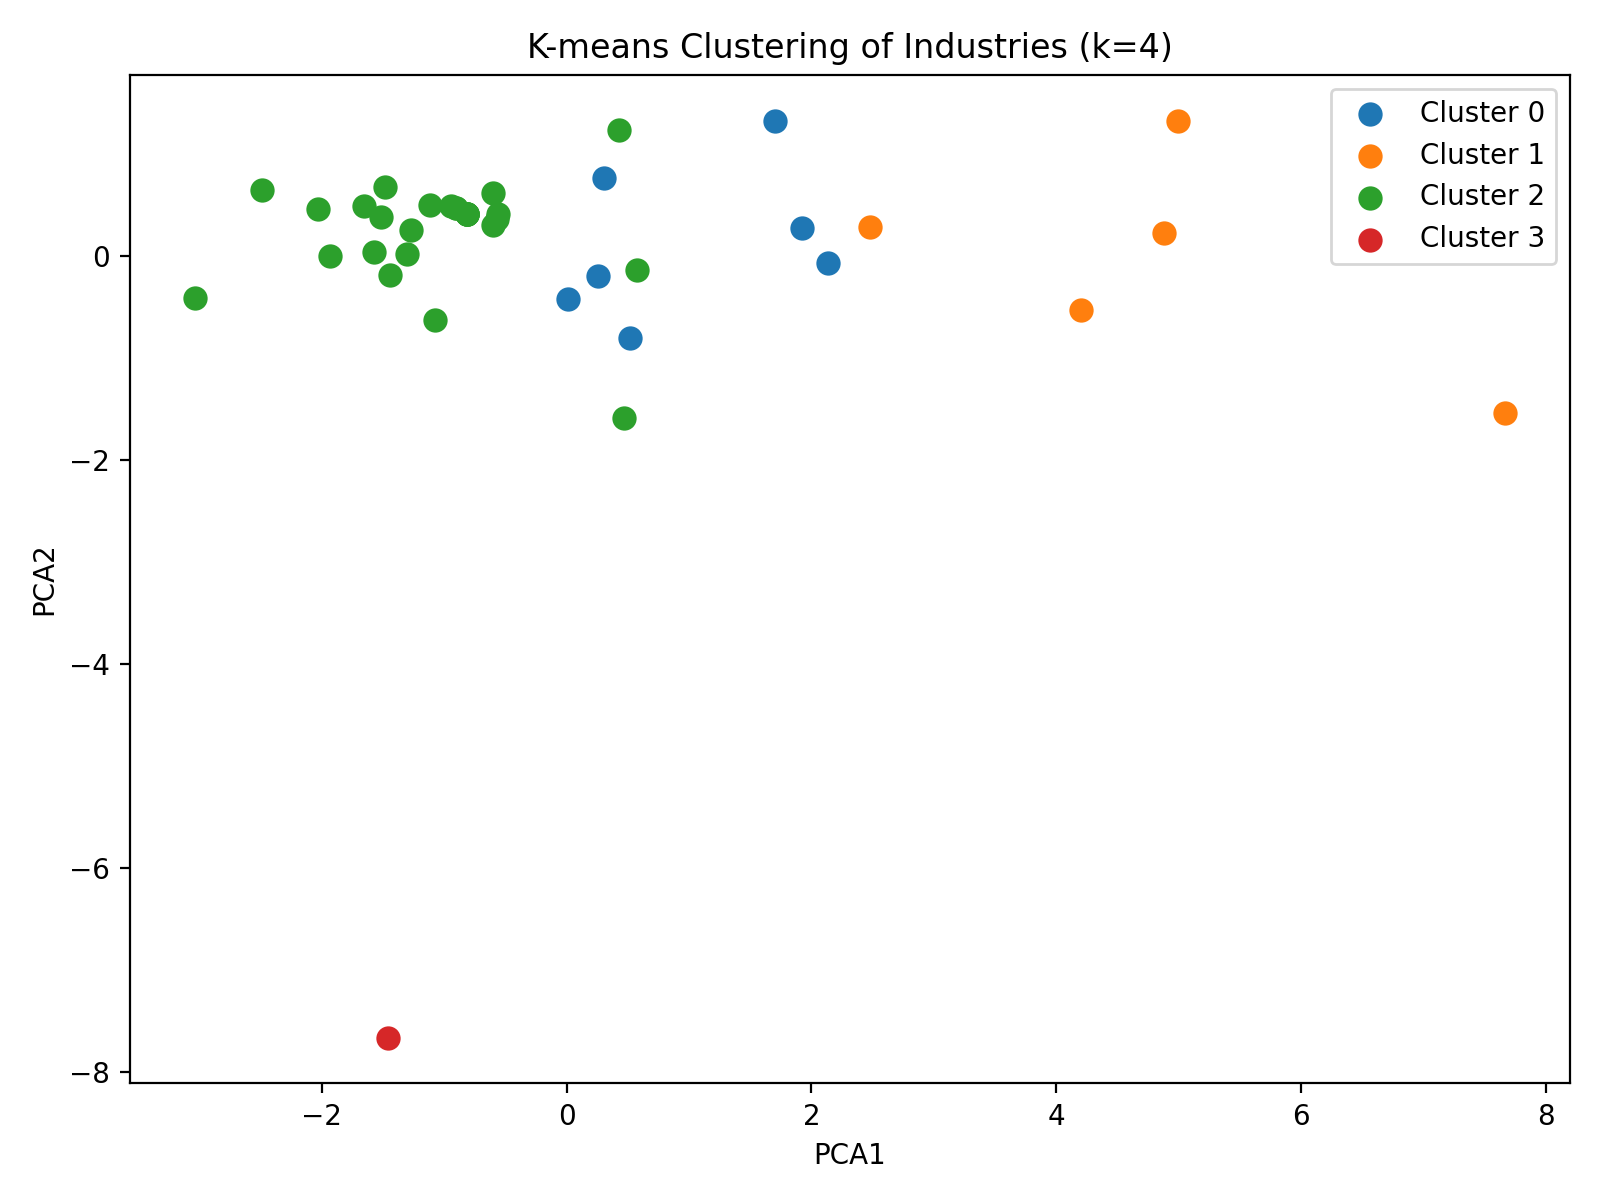 K-means Clustering of Industries (k=4)
Cluster 0
Cluster 1
Cluster 2
Cluster 3
PCA2
0
−2
−4
−6
−8
−2
0
2
4
6
8
PCA1